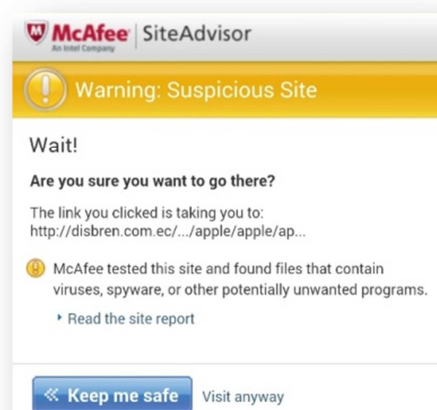 McAfee SiteAdvisor
An Intel Company
Warning: Suspicious Site
Wait!
Are you sure you want to go there?
The link you clicked is taking you to:
http://disbren.com.ec/.../apple/apple/ap...
McAfee tested this site and found files that contain
viruses, spyware, or other potentially unwanted programs.
Read the site report
Keep me safe Visit anyway